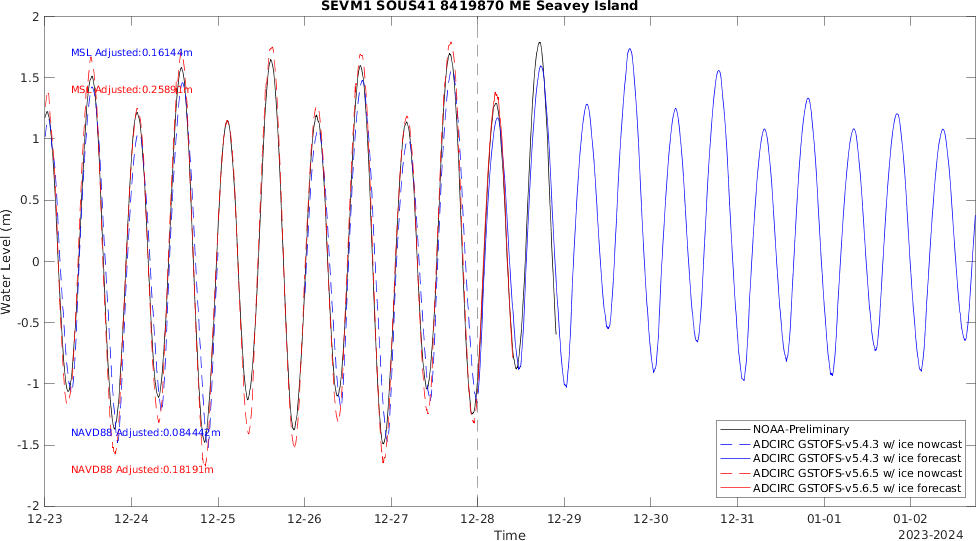 SEVM1 SOUS41 8419870 ME Seavey Island
MSL Adjusted:0.16144m
MSL Adjusted:0.25891m
NAVD88 Adjusted:0.084442m
NAVD88 Adjusted:0.18191m
Water Level (m)
2
1.5
1
0.5
0
-0.5
-1
-1.5
-2
12-23 12-24 12-25 12-26 12-27 12-28 12-29 12-30 12-31 01-01 01-02
Time
2023-2024
NOAA-Preliminary
ADCIRC GSTOFS-v5.4.3 w/ ice nowcast
ADCIRC GSTOFS-v5.4.3 w/ ice forecast
ADCIRC GSTOFS-v5.6.5 w/ ice nowcast
ADCIRC GSTOFS-v5.6.5 w/ ice forecast